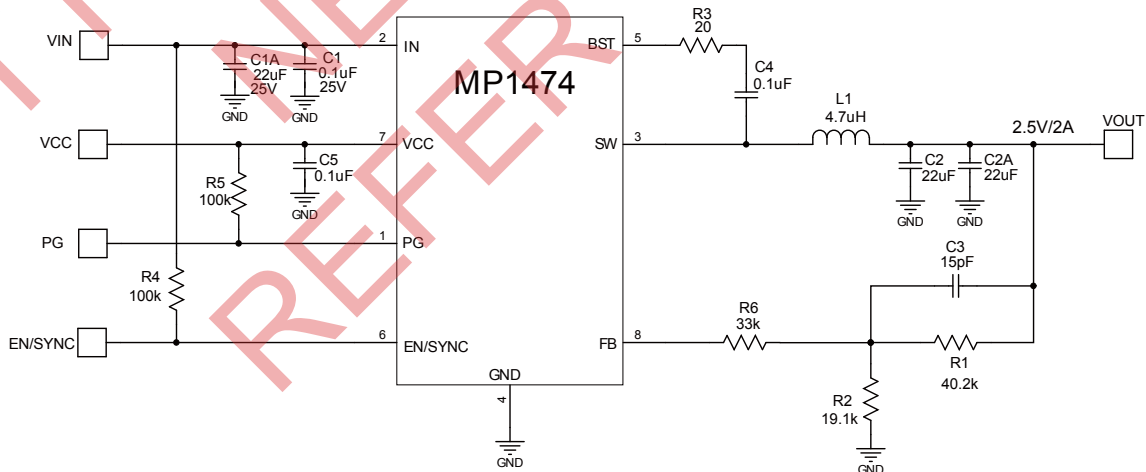 VIN
2
IN
C1A
22uF
25V
GND
C1
0.1uF
25V
GND
VCC
7
VCC
R5
100k
C5
0.1uF
GND
PG
1
PG
R4
100k
EN/SYNC
6
EN/SYNC
MP1474
GND
4
GND
BST
5
R3
20
C4
0.1uF
SW
3
L1
4.7uH
C2
22uF
GND
C2A
22uF
GND
2.5V/2A
VOUT
C3
15pF
FB
8
R6
33k
R1
40.2k
R2
19.1k
GND
REFER